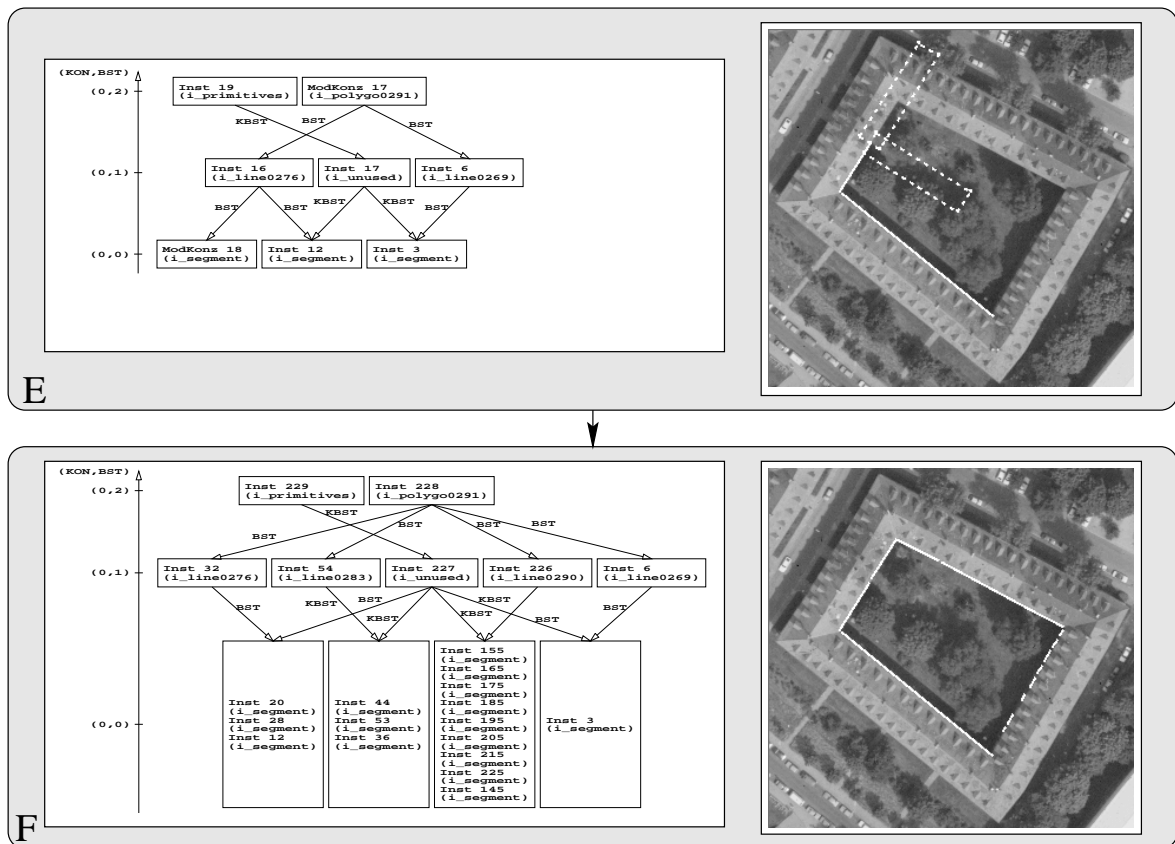 (KON,BST)
(0,2)
Inst 19
(i_primitives)
ModKonz 17
(i_polygo0291)
KBST
BST
BST
(0,1)
Inst 16
(i_line0276)
Inst 17
(i_unused)
Inst 6
(i_line0269)
BST
BST
KBST
KBST
BST
(0,0)
ModKonz 18
(i_segment)
Inst 12
(i_segment)
Inst 3
(i_segment)
E
(KON,BST)
(0,2)
Inst 229
(i_primitives)
Inst 228
(i_polygo0291)
KBST
BST
BST
BST
BST
(0,1)
Inst 32
(i_line0276)
Inst 54
(i_line0283)
Inst 227
(i_unused)
Inst 226
(i_line0290)
Inst 6
(i_line0269)
BST
KBST
BST
KBST
KBST
KBST
BST
BST
(0,0)
Inst 20
(i_segment)
Inst 28
(i_segment)
Inst 12
(i_segment)
Inst 44
(i_segment)
Inst 53
(i_segment)
Inst 36
(i_segment)
Inst 155
(i_segment)
Inst 165
(i_segment)
Inst 175
(i_segment)
Inst 185
(i_segment)
Inst 195
(i_segment)
Inst 205
(i_segment)
Inst 215
(i_segment)
Inst 225
(i_segment)
Inst 145
(i_segment)
Inst 3
(i_segment)
F